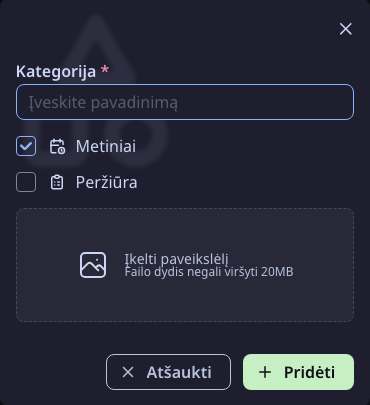 Kategorija *
Įveskite pavadinimą
Metiniai
Peržiūra
Įkelti paveikslėlį
Failo dydis negali viršyti 20MB
Atšaukti
Pridėti